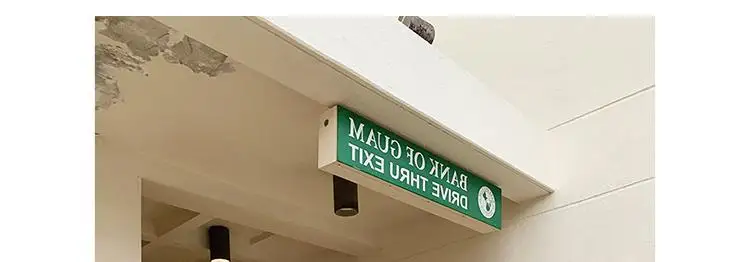 BANK OF GUAM
DRIVE THRU EXIT